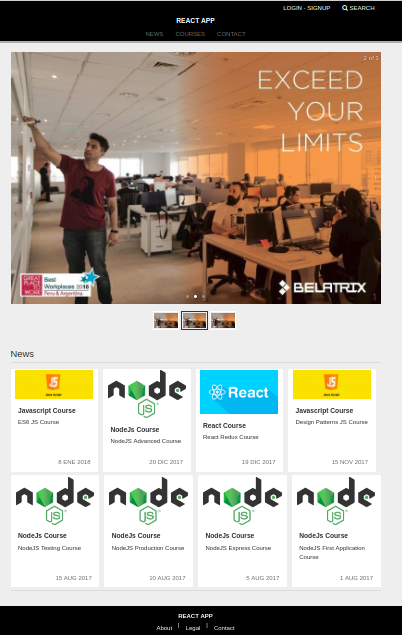 LOGIN - SIGNUP SEARCH
REACT APP
NEWS COURSES CONTACT
2 of 3
EXCEED
YOUR
LIMITS
GREAT
PLACE
TO
WORK
Best
Workplaces 2016
Perú & Argentina
BELATRIX
News
JS
Javascript Course
ES6 JS Course
8 ENE 2018
node
JS
NodeJs Course
NodeJS Advanced Course
20 DIC 2017
React
React Course
React Redux Course
19 DIC 2017
JS
Javascript Course
Design Patterns JS Course
15 NOV 2017
node
JS
NodeJs Course
NodeJS Testing Course
15 AUG 2017
node
JS
NodeJs Course
NodeJS Production Course
10 AUG 2017
node
JS
NodeJs Course
NodeJS Express Course
5 AUG 2017
node
JS
NodeJs Course
NodeJS First Application
Course
1 AUG 2017
REACT APP
About | Legal | Contact